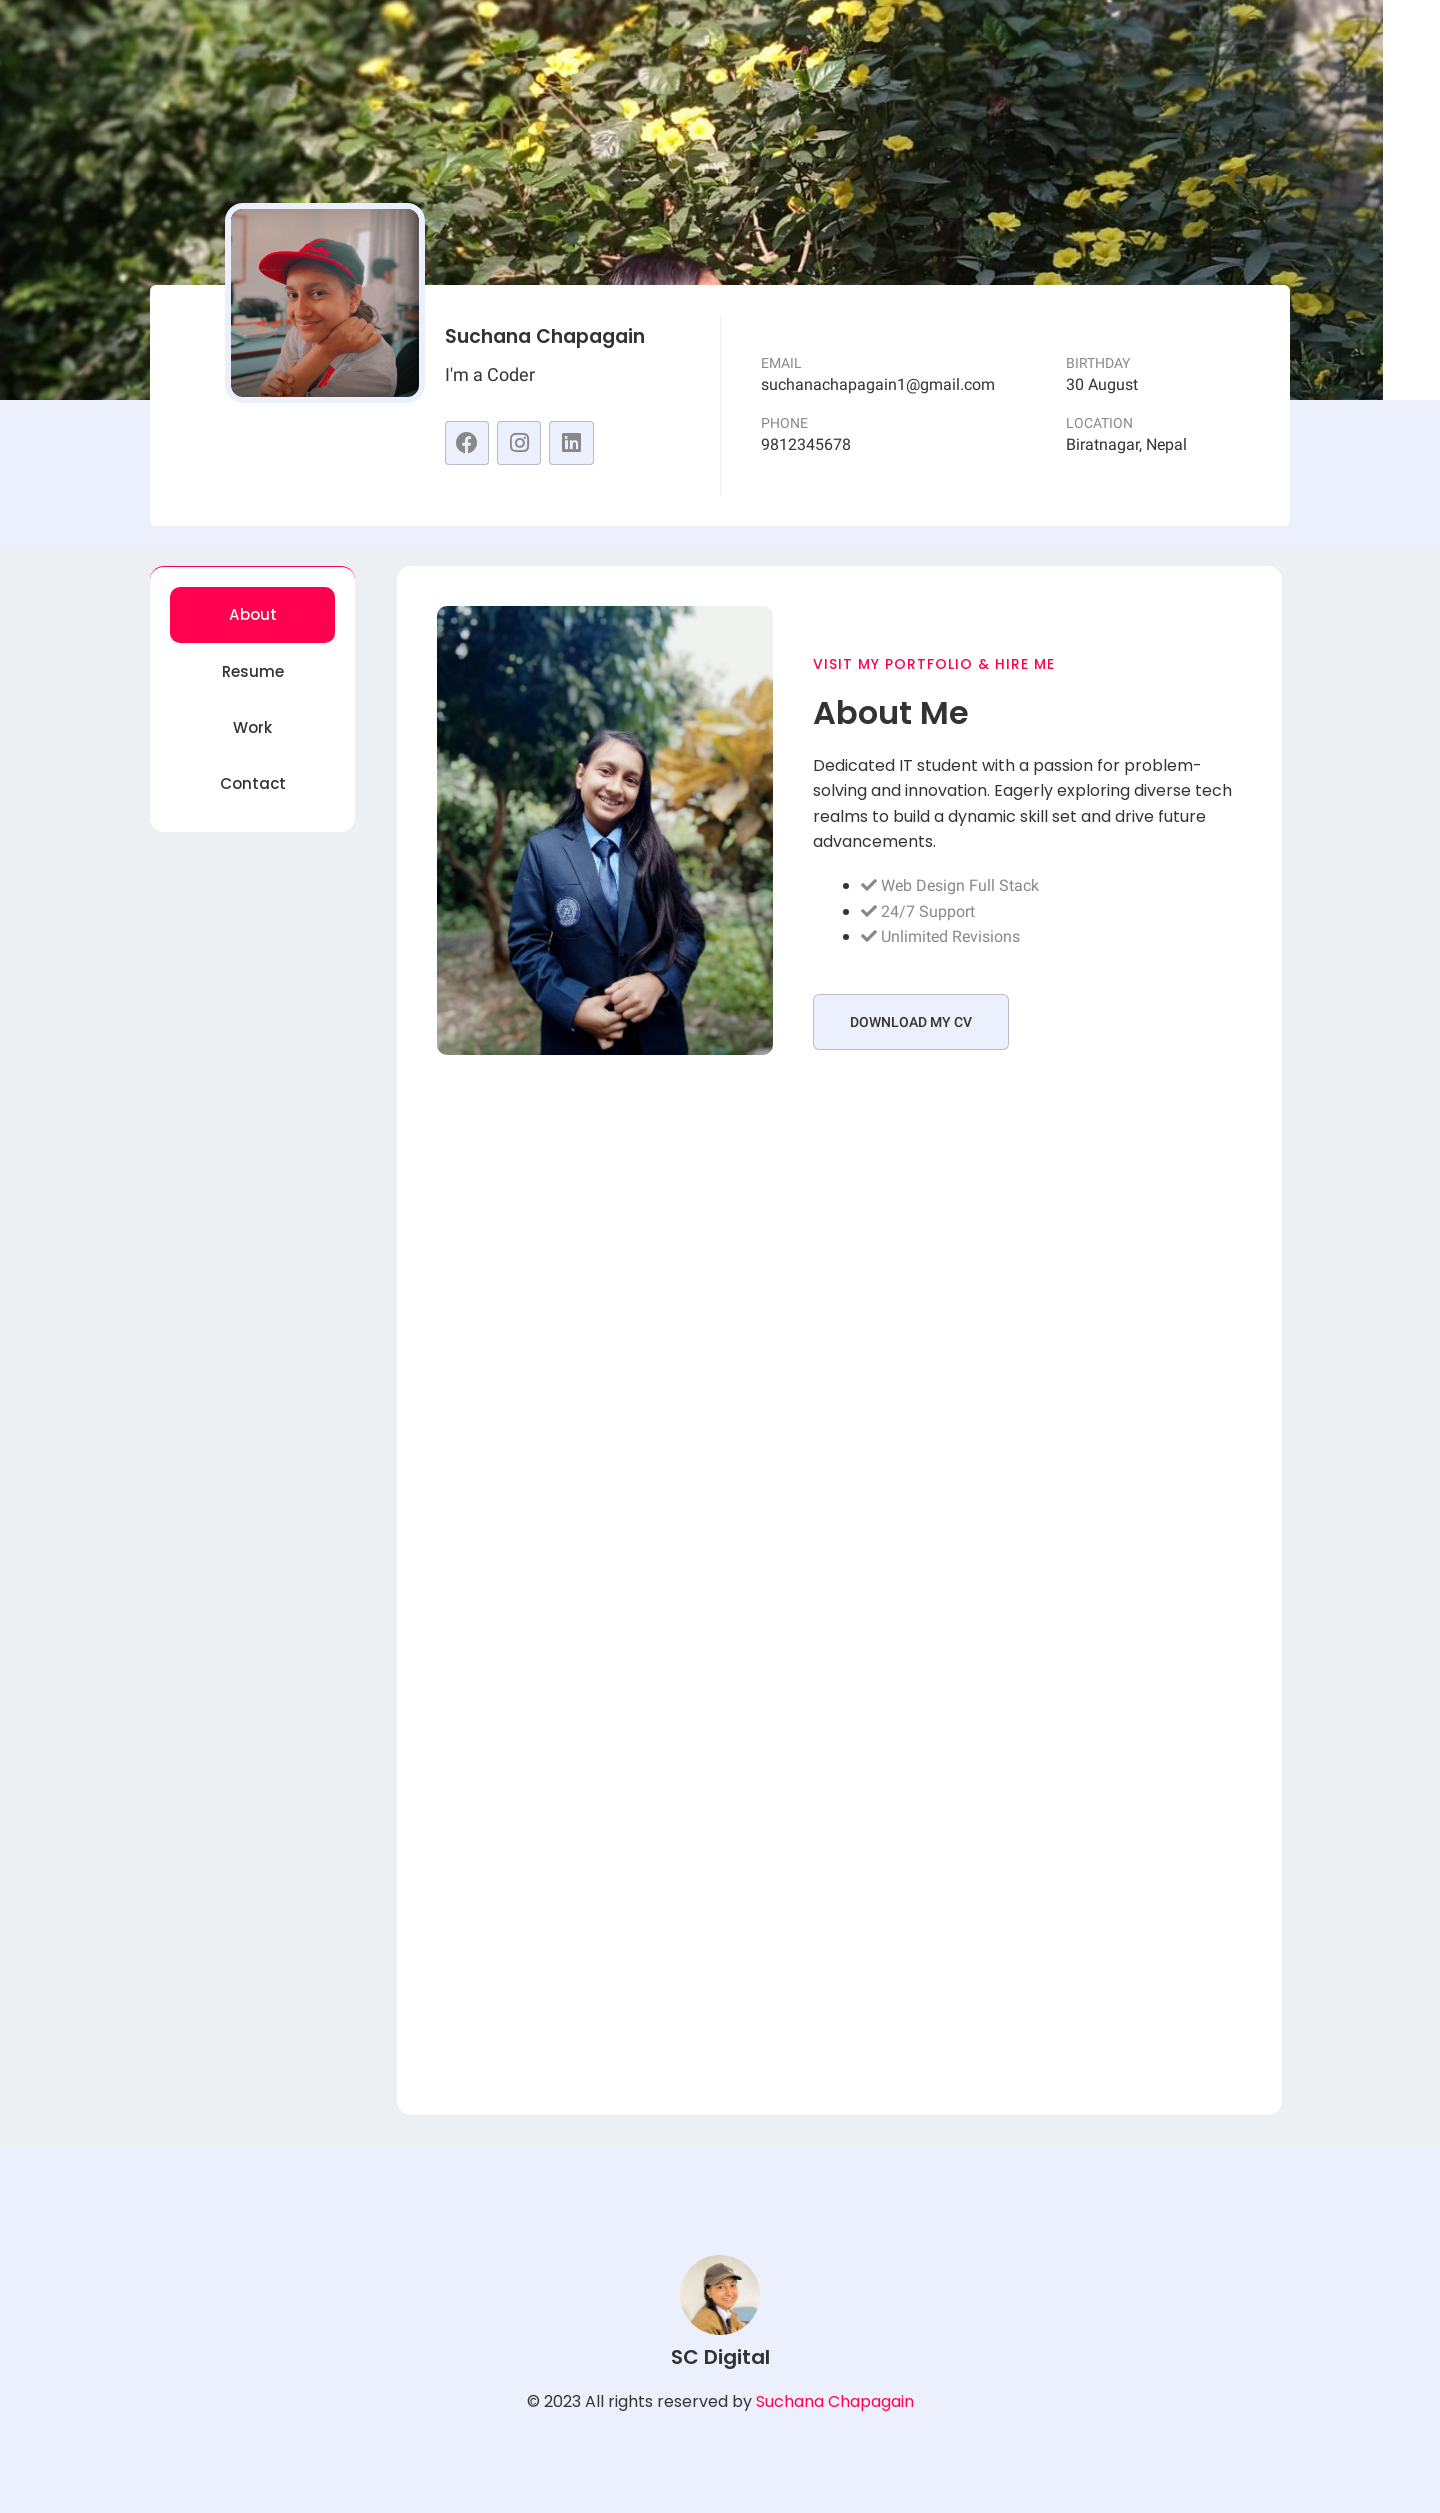 Suchana Chapagain
I'm a Coder
EMAIL
suchanachapagain1@gmail.com
PHONE
9812345678
BIRTHDAY
30 August
LOCATION
Biratnagar, Nepal
About
Resume
Work
Contact
VISIT MY PORTFOLIO & HIRE ME
About Me
Dedicated IT student with a passion for problem-
solving and innovation. Eagerly exploring diverse tech
realms to build a dynamic skill set and drive future
advancements.
Web Design Full Stack
24/7 Support
Unlimited Revisions
DOWNLOAD MY CV
SC Digital
© 2023 All rights reserved by Suchana Chapagain